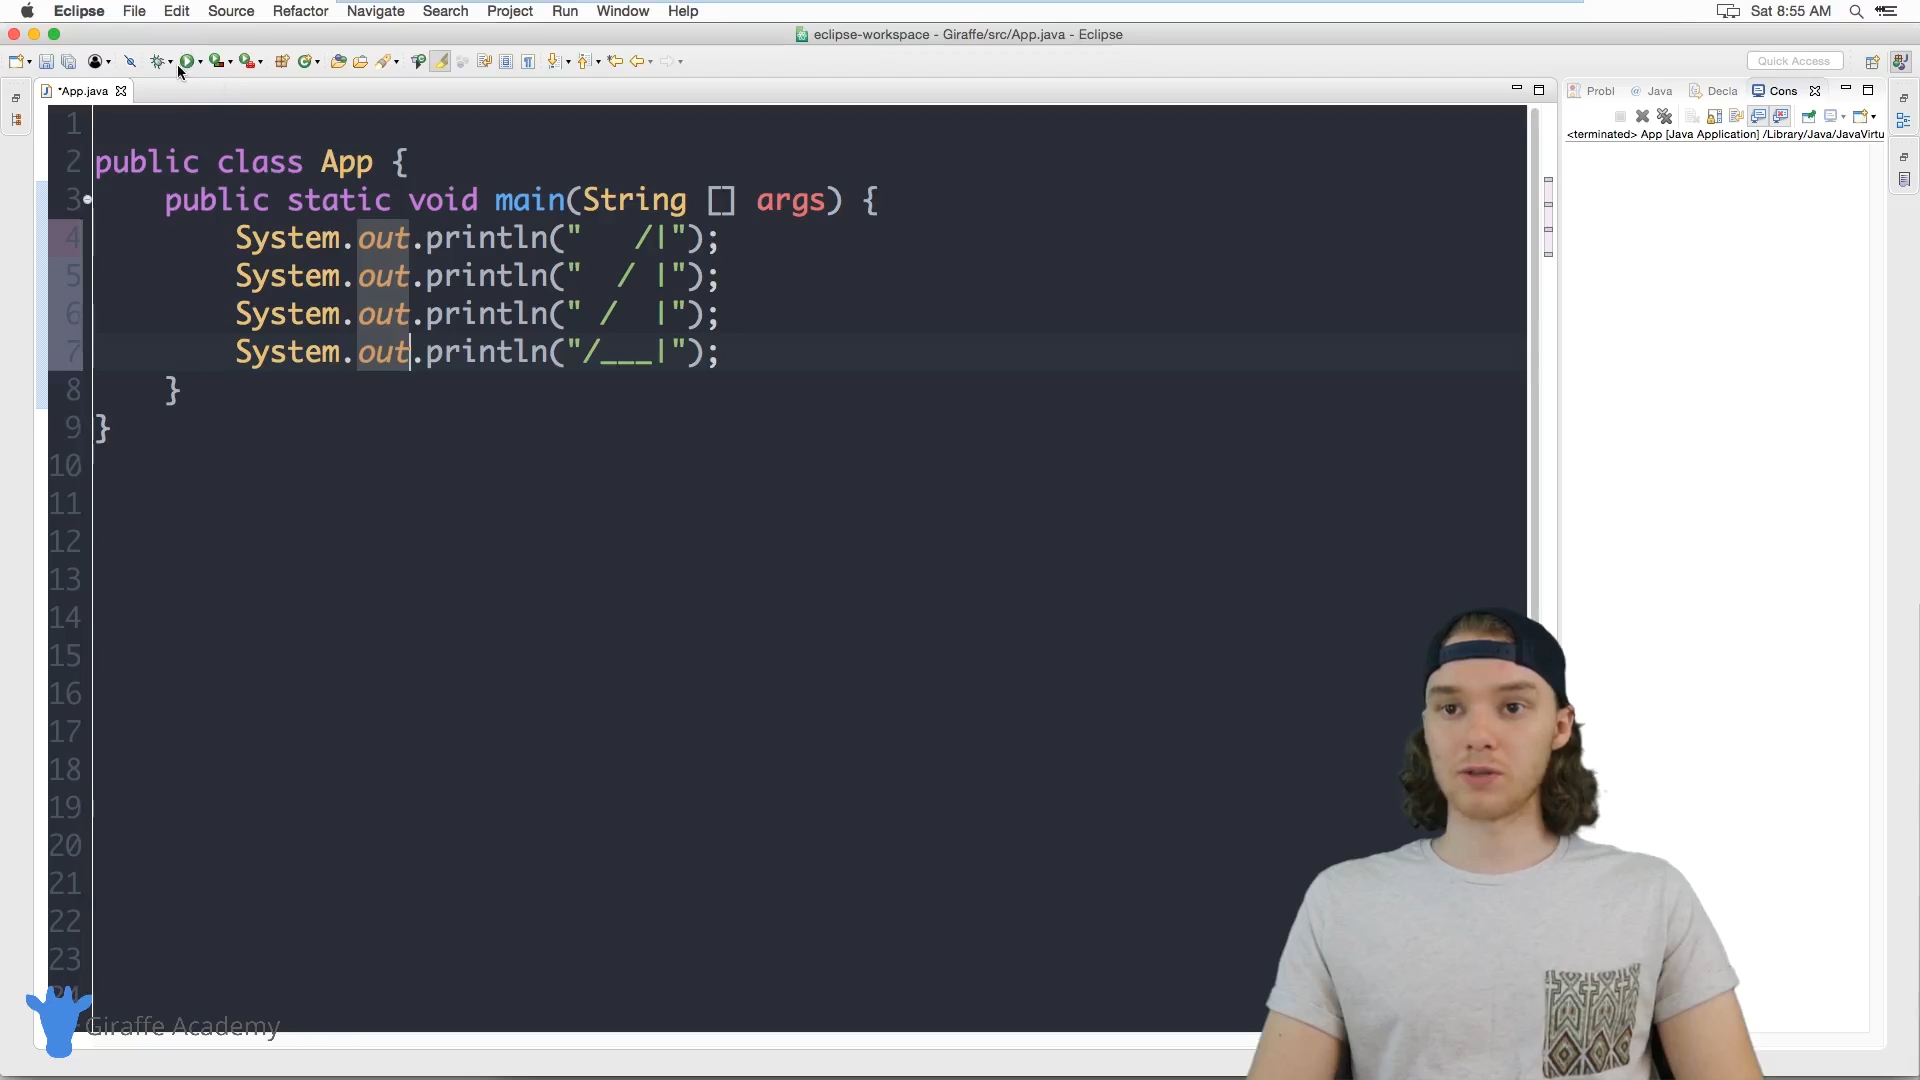 Eclipse File Edit Source Refactor Navigate Search Project Run Window Help Sat 8:55 AM
eclipse-workspace - Giraffe/src/App.java - Eclipse
Quick Access
*App.java
Probl Java Decla Cons
<terminated> App [Java Application] /Library/Java/JavaVirtu
1
2 public class App {
3 public static void main(String [] args) {
4 System.out.println("   /|");
5 System.out.println("  / |");
6 System.out.println(" /  |");
7 System.out.println("/___|");
8 }
9 }
10
11
12
13
14
15
16
17
18
19
20
21
22
23
24
Giraffe Academy